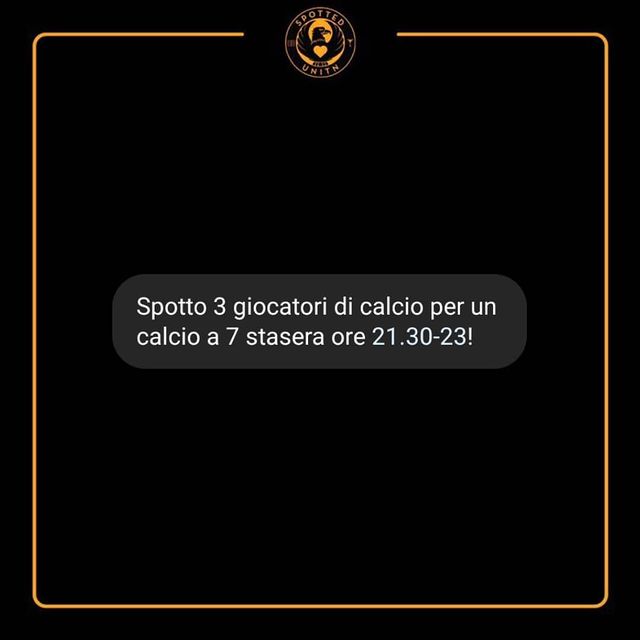 SPOTTED
UNITN
Spotto 3 giocatori di calcio per un
calcio a 7 stasera ore 21.30-23!